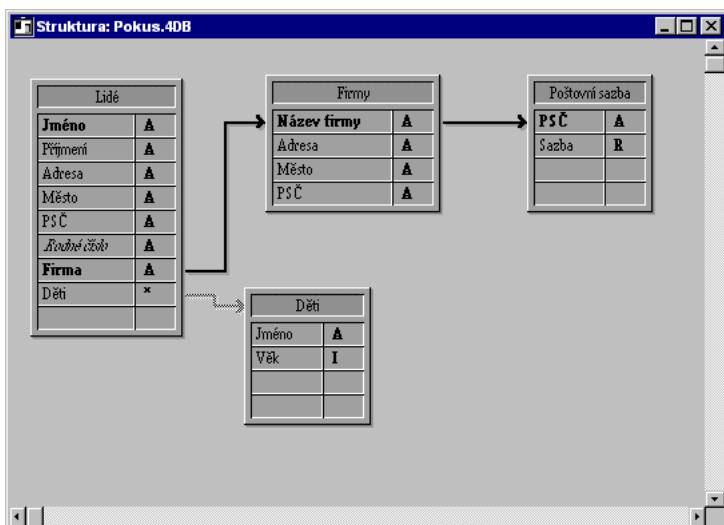 Struktura: Pokus.4DB
Lidé
Jméno A
Příjmení A
Adresa A
Město A
PSČ A
Rodné číslo A
Firma A
Děti *
Firmy
Název firmy A
Adresa A
Město A
PSČ A
Poštovní sazba
PSČ A
Sazba R
Děti
Jméno A
Věk I